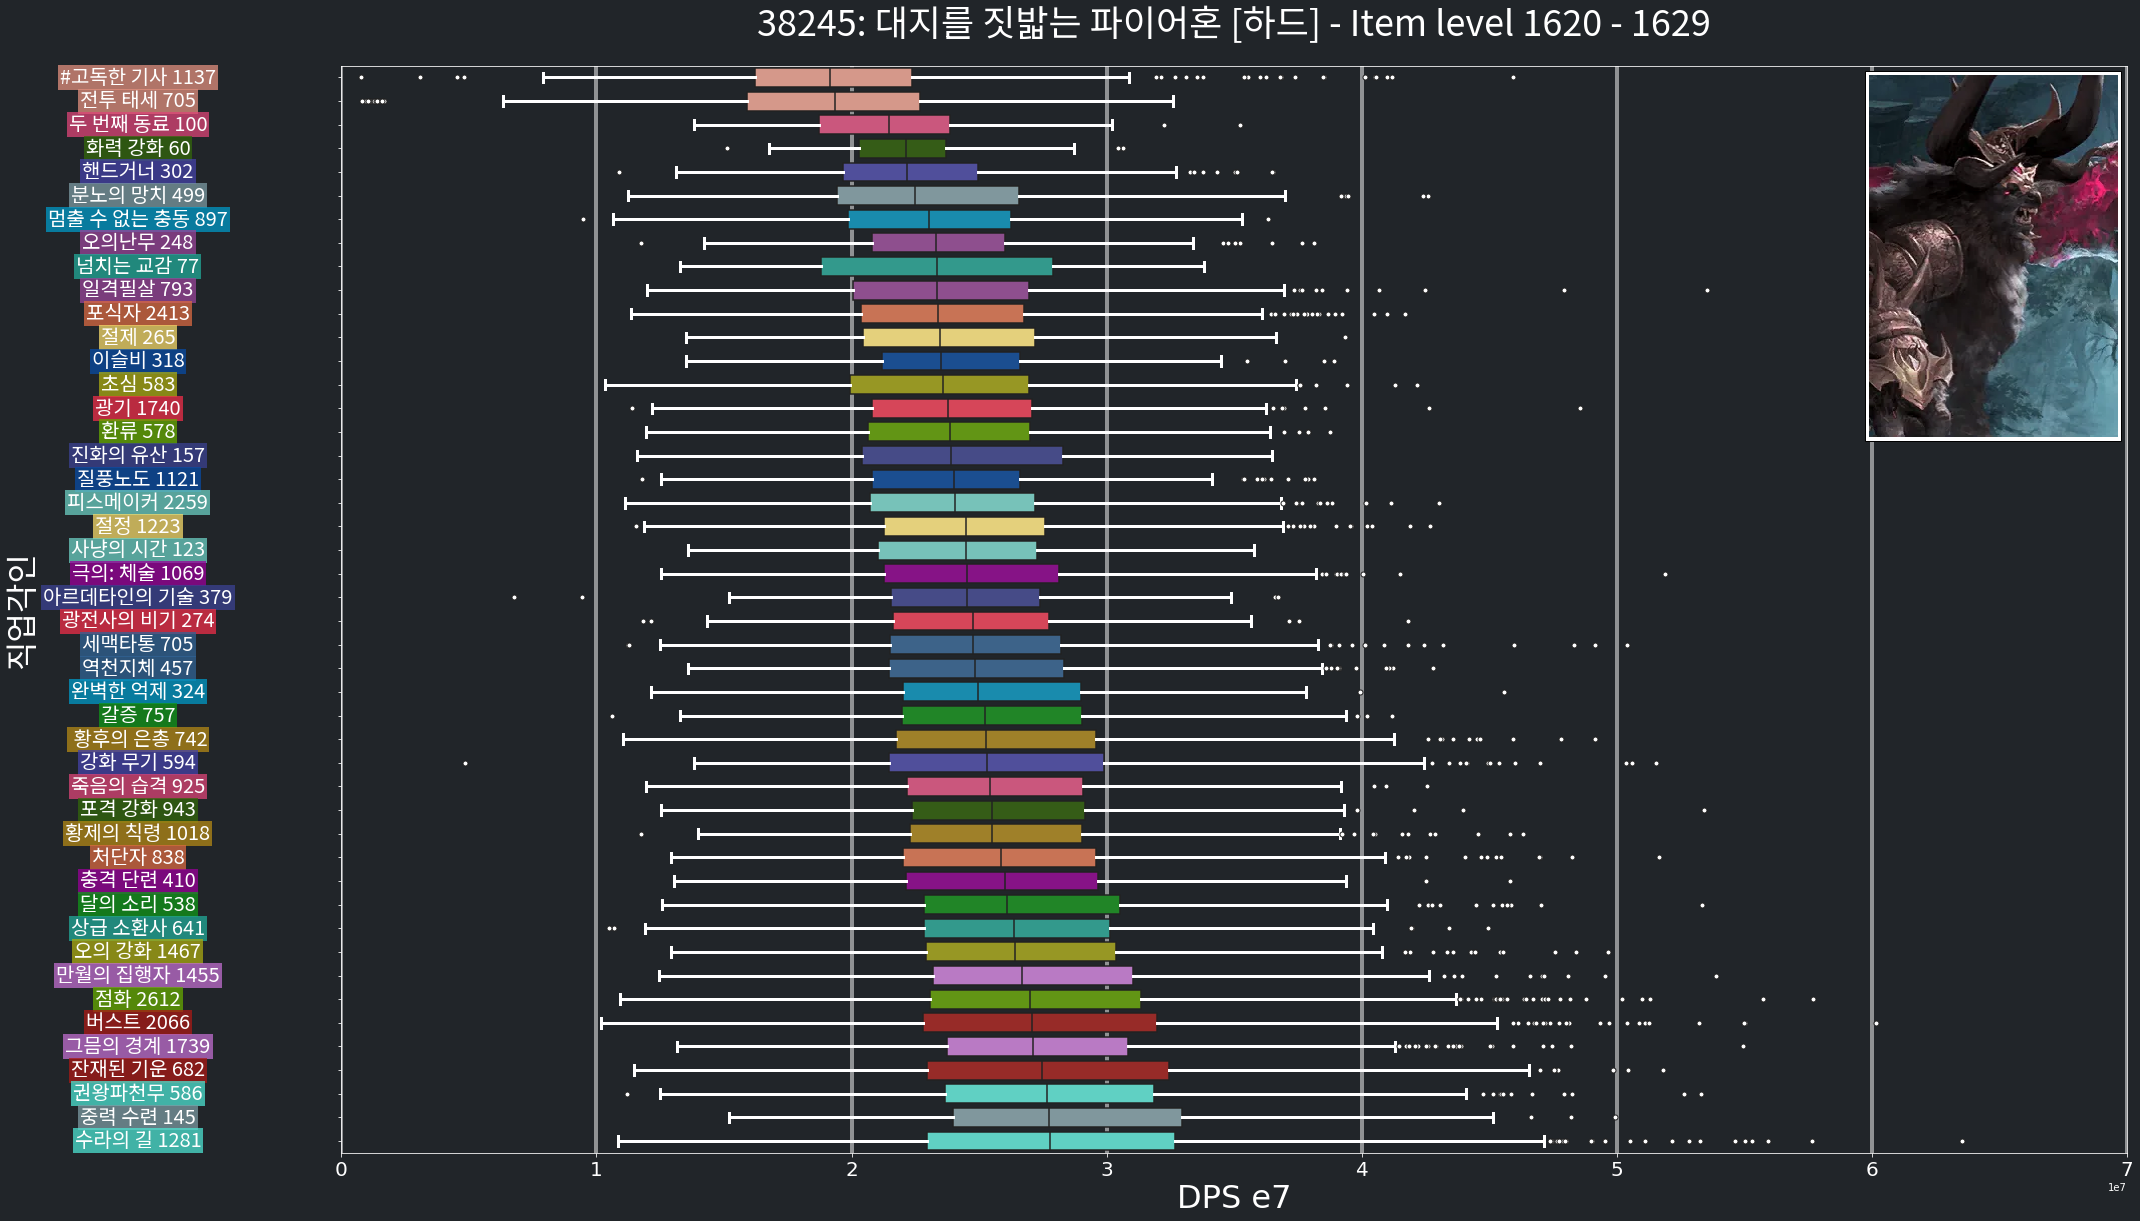 38245: 대지를 짓밟는 파이어혼 [하드] - Item level 1620 - 1629
#고독한 기사 1137
전투 태세 705
두 번째 동료 100
화력 강화 60
핸드거너 302
분노의 망치 499
멈출 수 없는 충동 897
오의난무 248
넘치는 교감 77
일격필살 793
포식자 2413
절제 265
이슬비 318
초심 583
광기 1740
환류 578
진화의 유산 157
질풍노도 1121
피스메이커 2259
절정 1223
사냥의 시간 123
극의: 체술 1069
아르데타인의 기술 379
광전사의 비기 274
세맥타통 705
역천지체 457
완벽한 억제 324
갈증 757
황후의 은총 742
강화 무기 594
죽음의 습격 925
포격 강화 943
황제의 칙령 1018
처단자 838
충격 단련 410
달의 소리 538
상급 소환사 641
오의 강화 1467
만월의 집행자 1455
점화 2612
버스트 2066
그믐의 경계 1739
잔재된 기운 682
권왕파천무 586
중력 수련 145
수라의 길 1281
직업각인
0 1 2 3 4 5 6 7
DPS e7
1e7